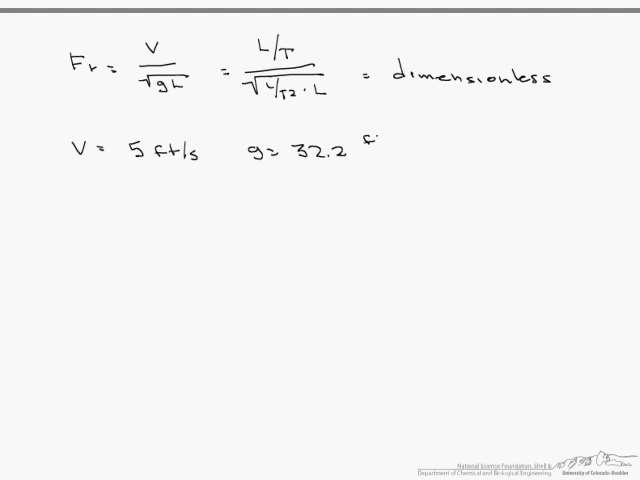 Fr = V / √gL = L/T / √L/T2 · L = dimensionless
V = 5 ft/s g = 32.2 f
National Science Foundation, Shell &
Department of Chemical and Biological Engineering
University of Colorado-Boulder